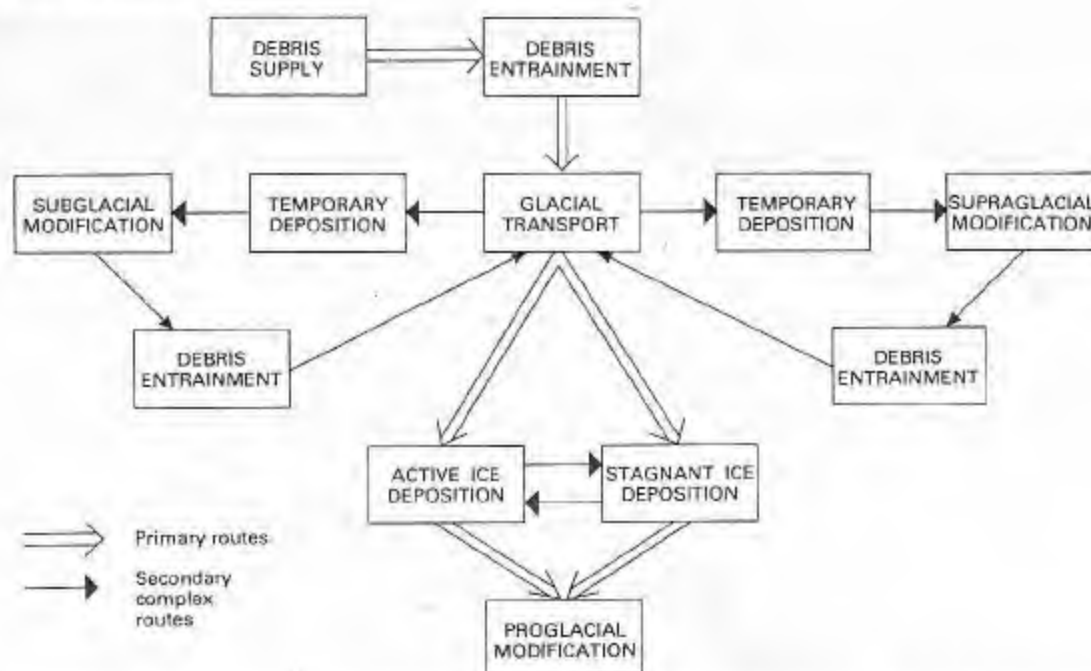 DEBRIS
SUPPLY
DEBRIS
ENTRAINMENT
SUBGLACIAL
MODIFICATION
TEMPORARY
DEPOSITION
GLACIAL
TRANSPORT
TEMPORARY
DEPOSITION
SUPRAGLACIAL
MODIFICATION
DEBRIS
ENTRAINMENT
DEBRIS
ENTRAINMENT
ACTIVE ICE
DEPOSITION
STAGNANT ICE
DEPOSITION
Primary routes
Secondary
complex
routes
PROGLACIAL
MODIFICATION